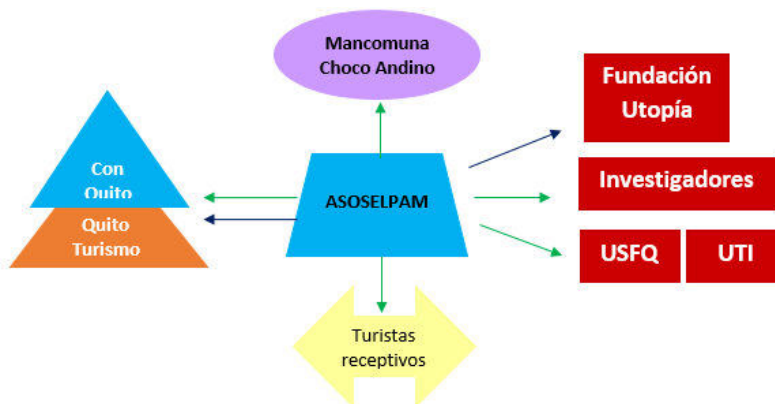 Mancomuna
Choco Andino
Fundación
Utopía
Con
Quito
ASOSELPAM
Investigadores
Quito
Turismo
USFQ
UTI
Turistas
receptivos